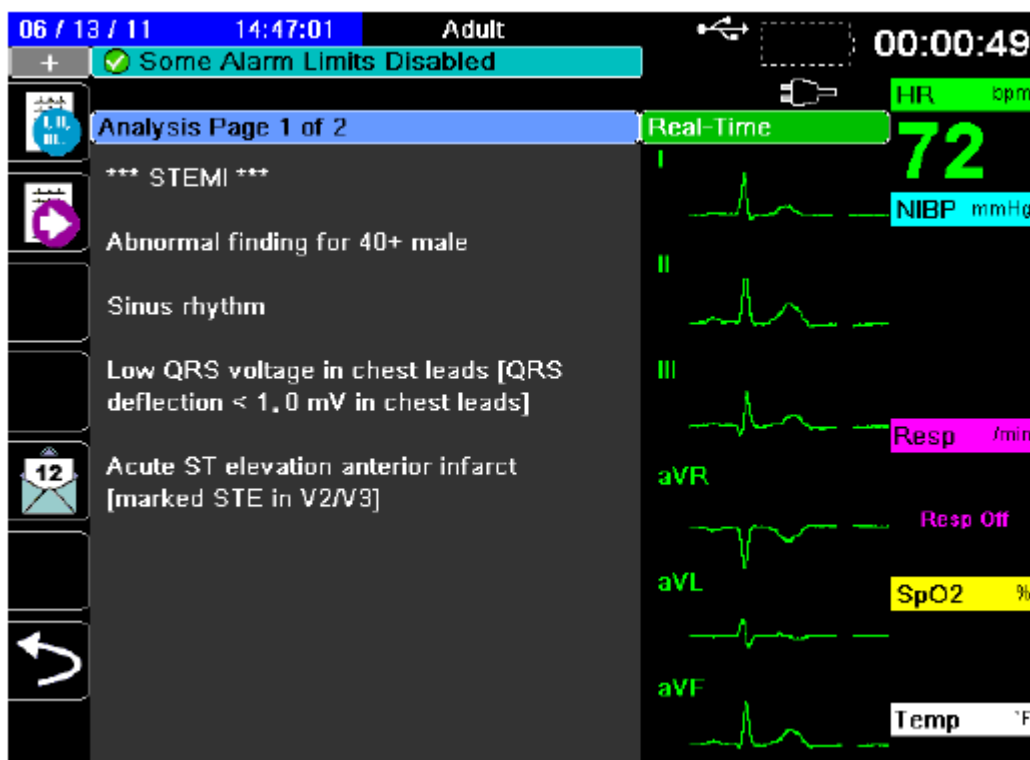 06 / 13 / 11 14:47:01 Adult
00:00:49
+ Some Alarm Limits Disabled
HR bpm
72
I, II, III..
Analysis Page 1 of 2
Real-Time
*** STEMI ***
Abnormal finding for 40+ male
Sinus rhythm
Low QRS voltage in chest leads [QRS
deflection < 1.0 mV in chest leads]
Acute ST elevation anterior infarct
[marked STE in V2/V3]
12
I
II
III
aVR
aVL
aVF
NIBP mmHg
Resp /min
Resp Off
SpO2 %
Temp °F